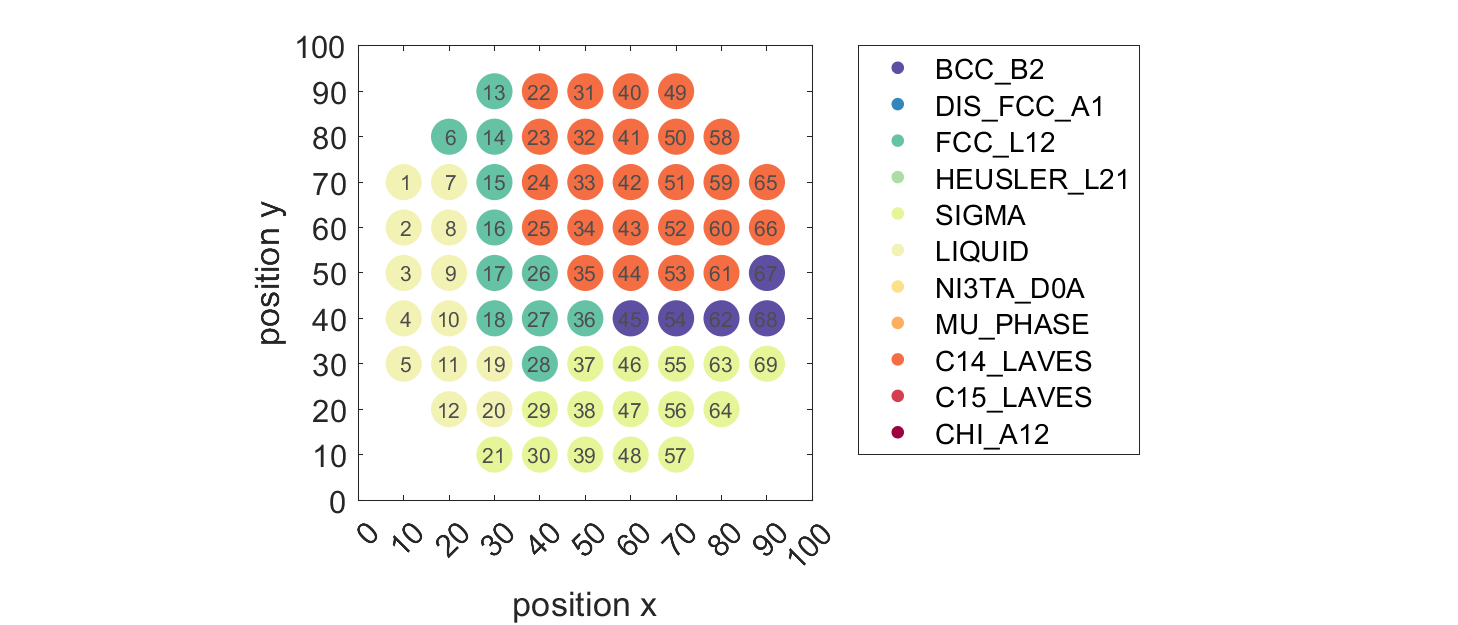 100
90
80
70
60
50
40
30
20
10
0
position y
13 22 31 40 49
6 14 23 32 41 50 58
1 7 15 24 33 42 51 59 65
2 8 16 25 34 43 52 60 66
3 9 17 26 35 44 53 61 67
4 10 18 27 36 45 54 62 68
5 11 19 28 37 46 55 63 69
12 20 29 38 47 56 64
21 30 39 48 57
0 10 20 30 40 50 60 70 80 90 100
position x
BCC_B2
DIS_FCC_A1
FCC_L12
HEUSLER_L21
SIGMA
LIQUID
NI3TA_D0A
MU_PHASE
C14_LAVES
C15_LAVES
CHI_A12